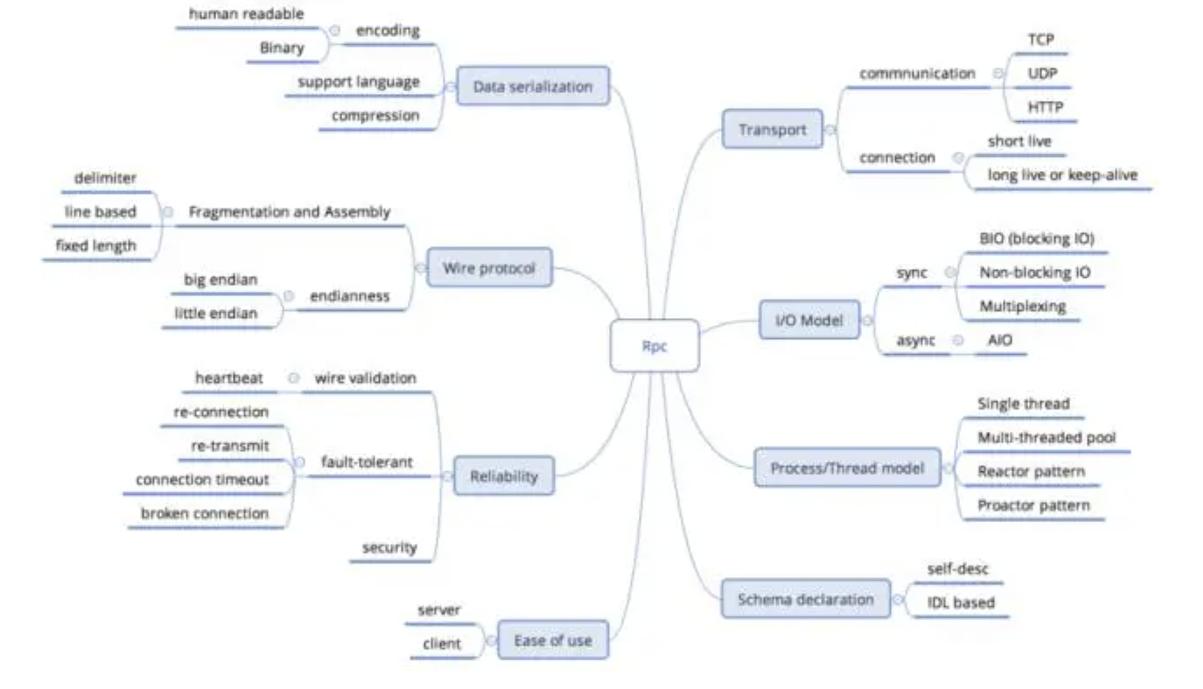 human readable
Binary
encoding
support language
compression
Data serialization
delimiter
line based
fixed length
Fragmentation and Assembly
big endian
little endian
endianness
Wire protocol
heartbeat
wire validation
re-connection
re-transmit
connection timeout
broken connection
fault-tolerant
security
Reliability
server
client
Ease of use
Rpc
Transport
commnunication
TCP
UDP
HTTP
connection
short live
long live or keep-alive
I/O Model
sync
BIO (blocking IO)
Non-blocking IO
Multiplexing
async
AIO
Process/Thread model
Single thread
Multi-threaded pool
Reactor pattern
Proactor pattern
Schema declaration
self-desc
IDL based